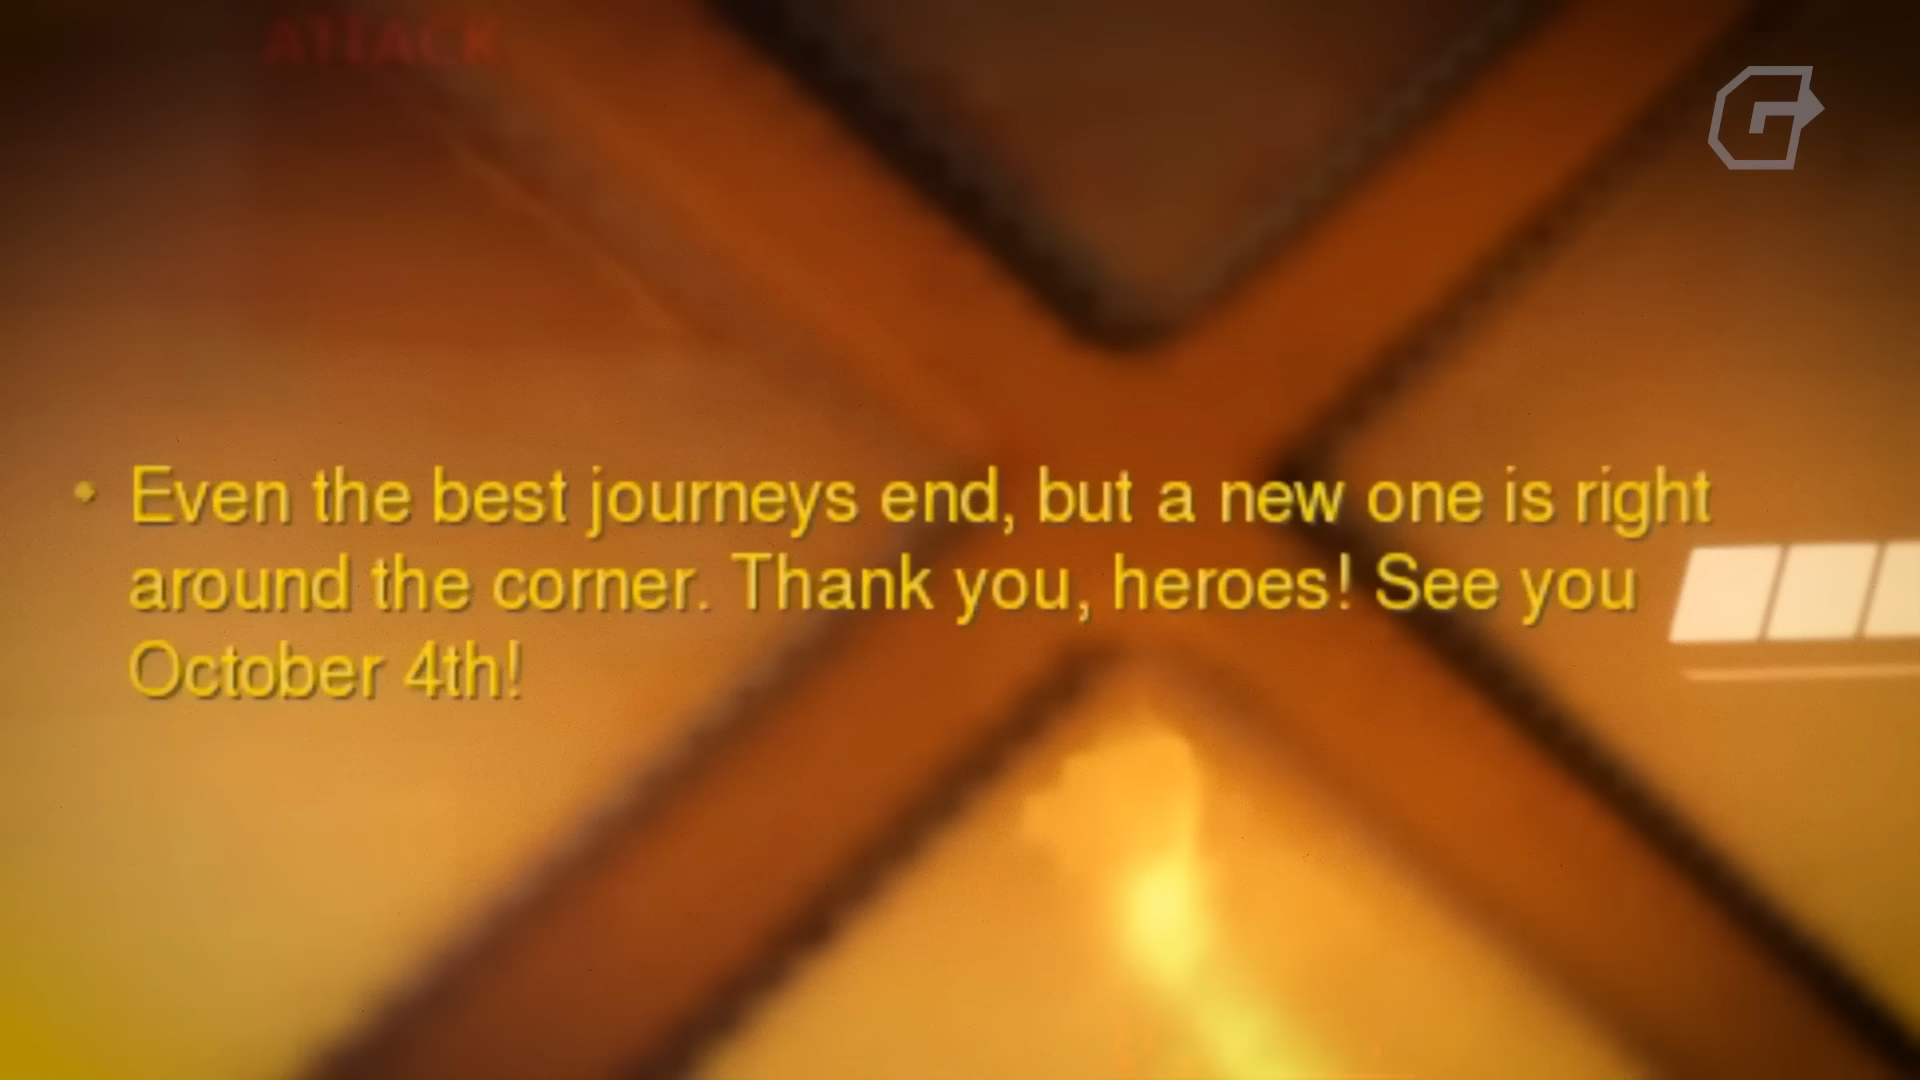 ATTACK
• Even the best journeys end, but a new one is right
around the corner. Thank you, heroes! See you
October 4th!